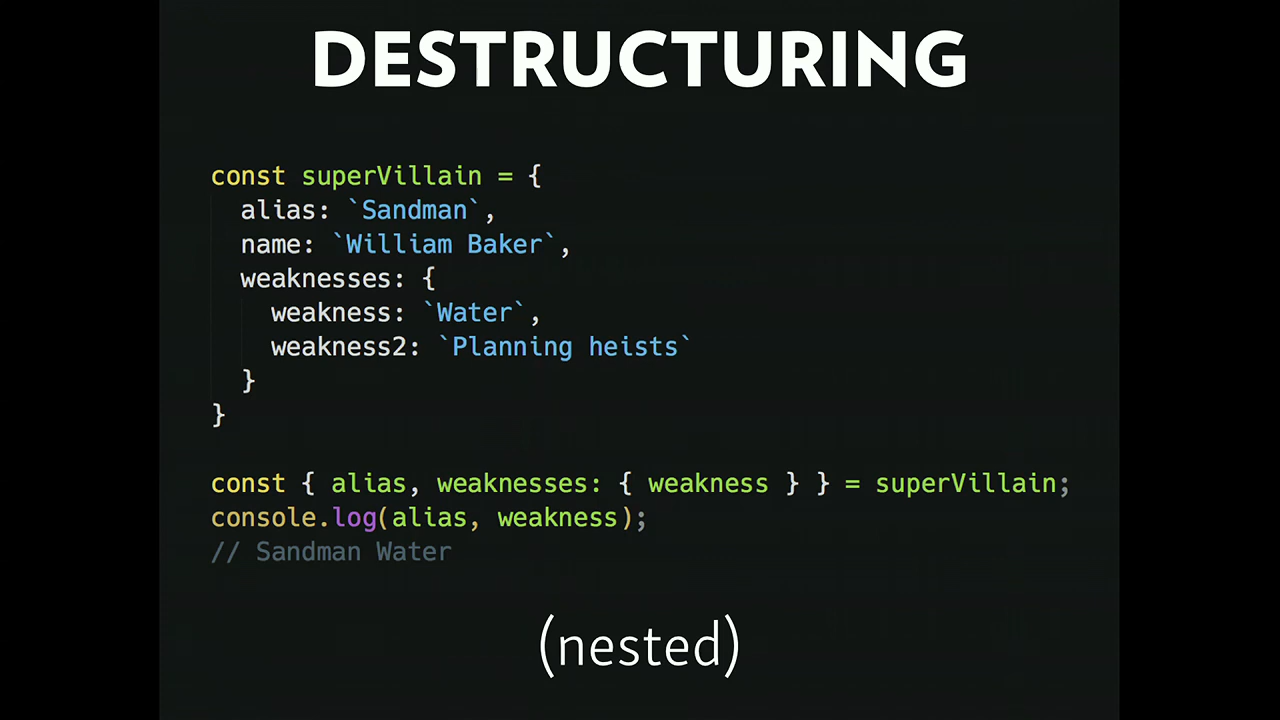 DESTRUCTURING
const superVillain = {
  alias: `Sandman`,
  name: `William Baker`,
  weaknesses: {
    weakness: `Water`,
    weakness2: `Planning heists`
  }
}
const { alias, weaknesses: { weakness } } = superVillain;
console.log(alias, weakness);
// Sandman Water
(nested)